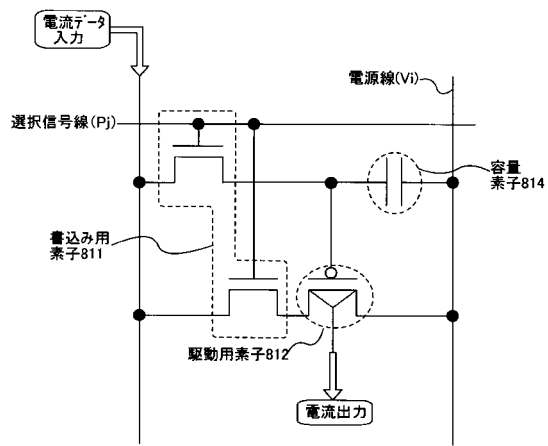 電流データ
入力
電源線(Vi)
選択信号線(Pj)
容量
素子814
書込み用
素子811
駆動用素子812
電流出力